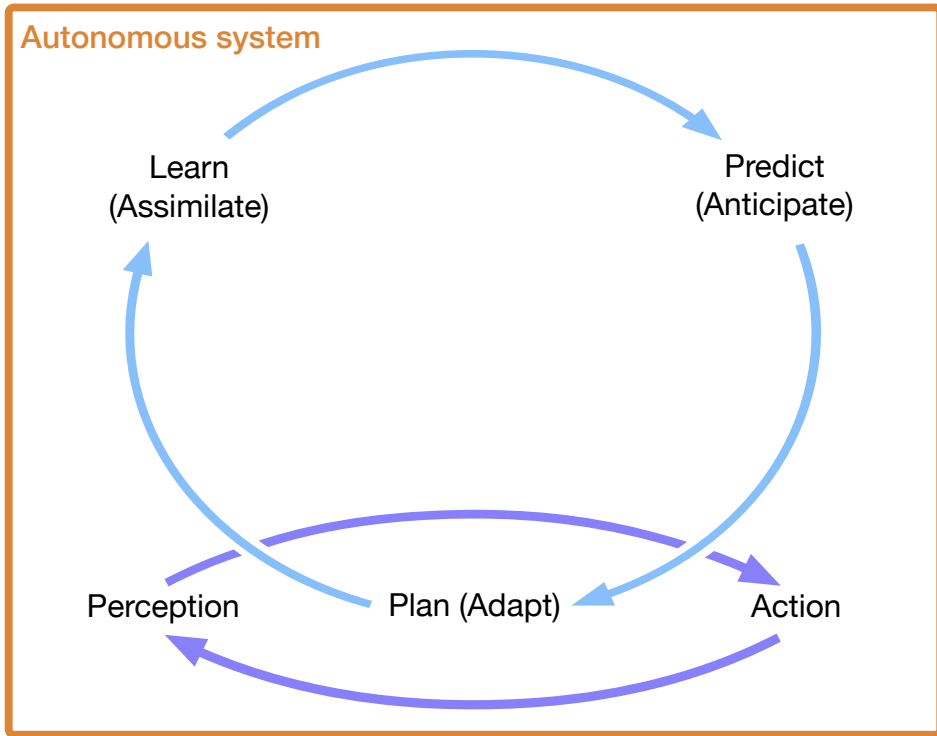 Autonomous system
Learn
(Assimilate)
Predict
(Anticipate)
Perception
Plan (Adapt)
Action